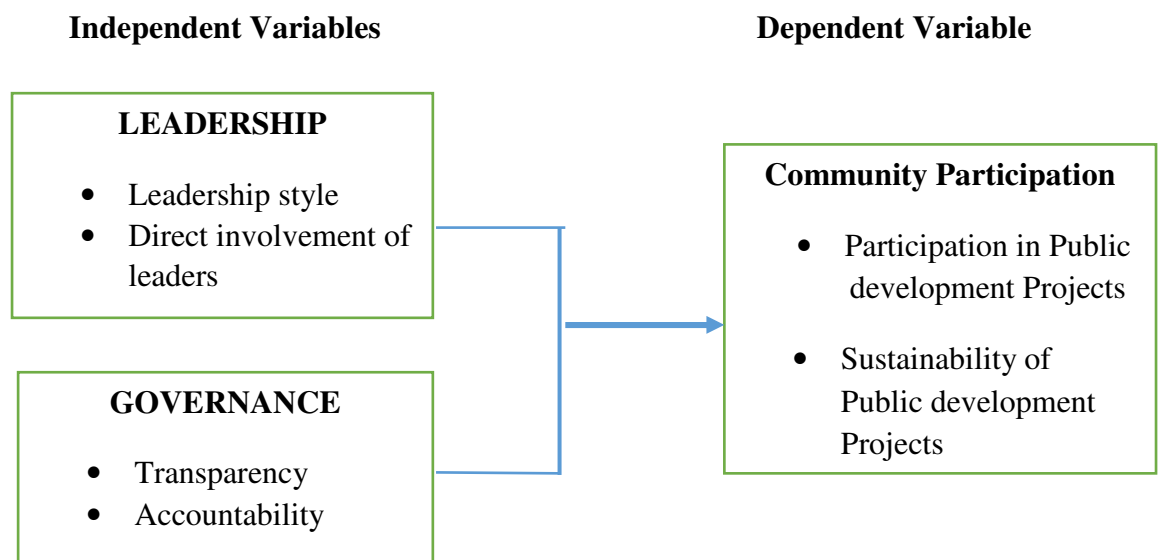 Independent Variables
Dependent Variable
LEADERSHIP
• Leadership style
• Direct involvement of
leaders
GOVERNANCE
• Transparency
• Accountability
Community Participation
• Participation in Public
development Projects
• Sustainability of
Public development
Projects